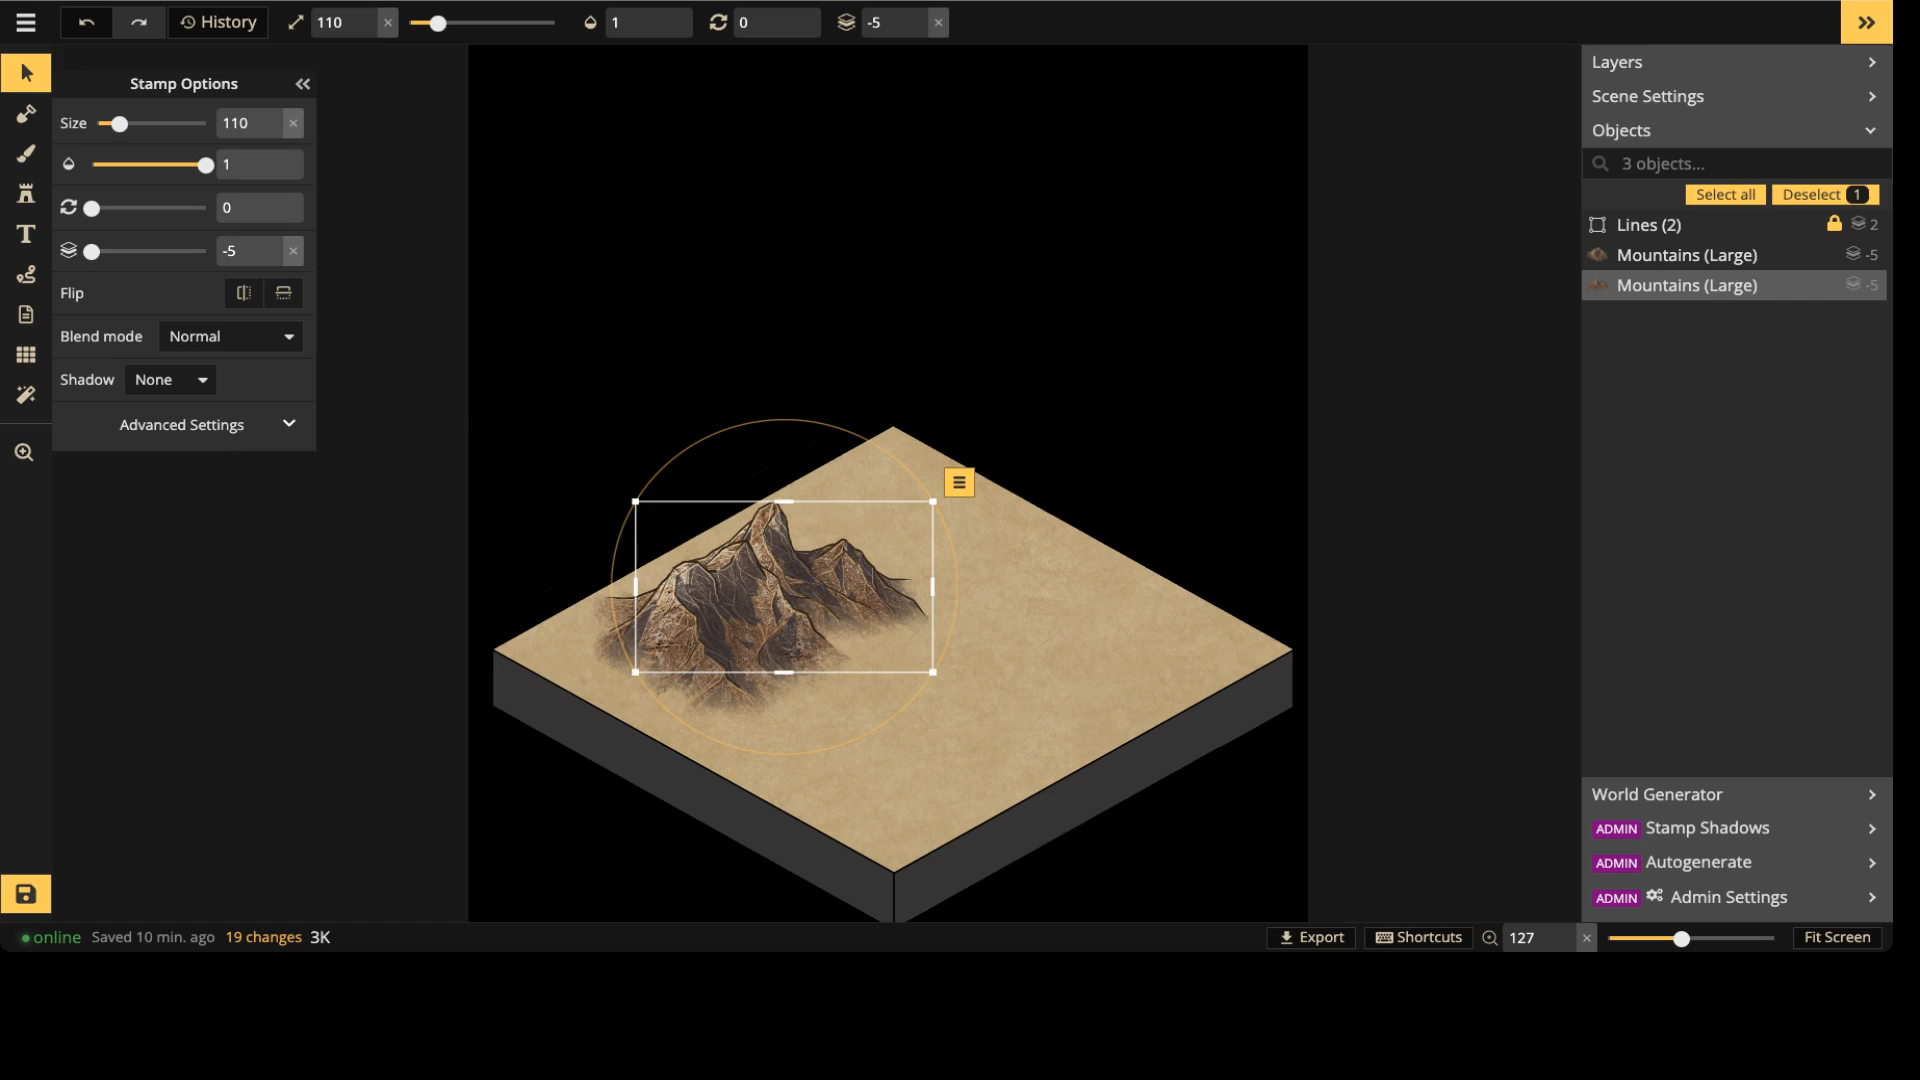 History 110 × 1 0 -5 ×
Stamp Options
Size 110 ×
1
0
-5 ×
Flip
Blend mode Normal
Shadow None
Advanced Settings
Layers
Scene Settings
Objects
3 objects...
Select all Deselect 1
Lines (2) 2
Mountains (Large) -5
Mountains (Large) -5
World Generator
ADMIN Stamp Shadows
ADMIN Autogenerate
ADMIN Admin Settings
online Saved 10 min. ago 19 changes 3K
Export Shortcuts 127 × Fit Screen